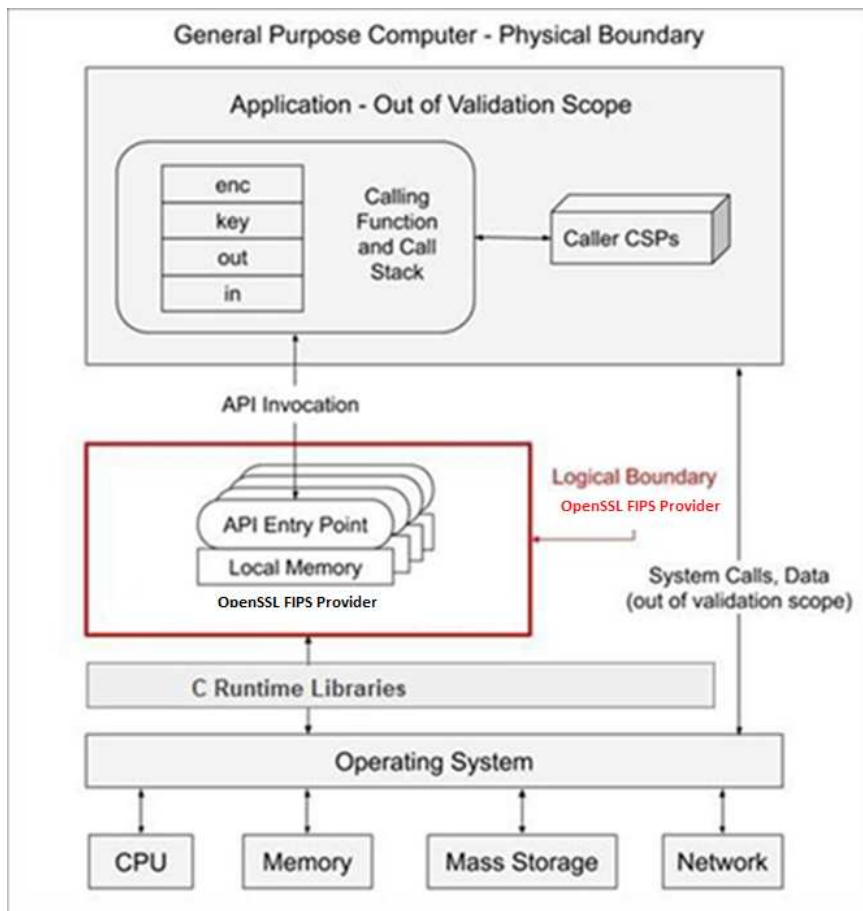 General Purpose Computer - Physical Boundary
Application - Out of Validation Scope
enc
key
out
in
Calling
Function
and Call
Stack
Caller CSPs
API Invocation
API Entry Point
Local Memory
OpenSSL FIPS Provider
Logical Boundary
OpenSSL FIPS Provider
System Calls, Data
(out of validation scope)
C Runtime Libraries
Operating System
CPU
Memory
Mass Storage
Network